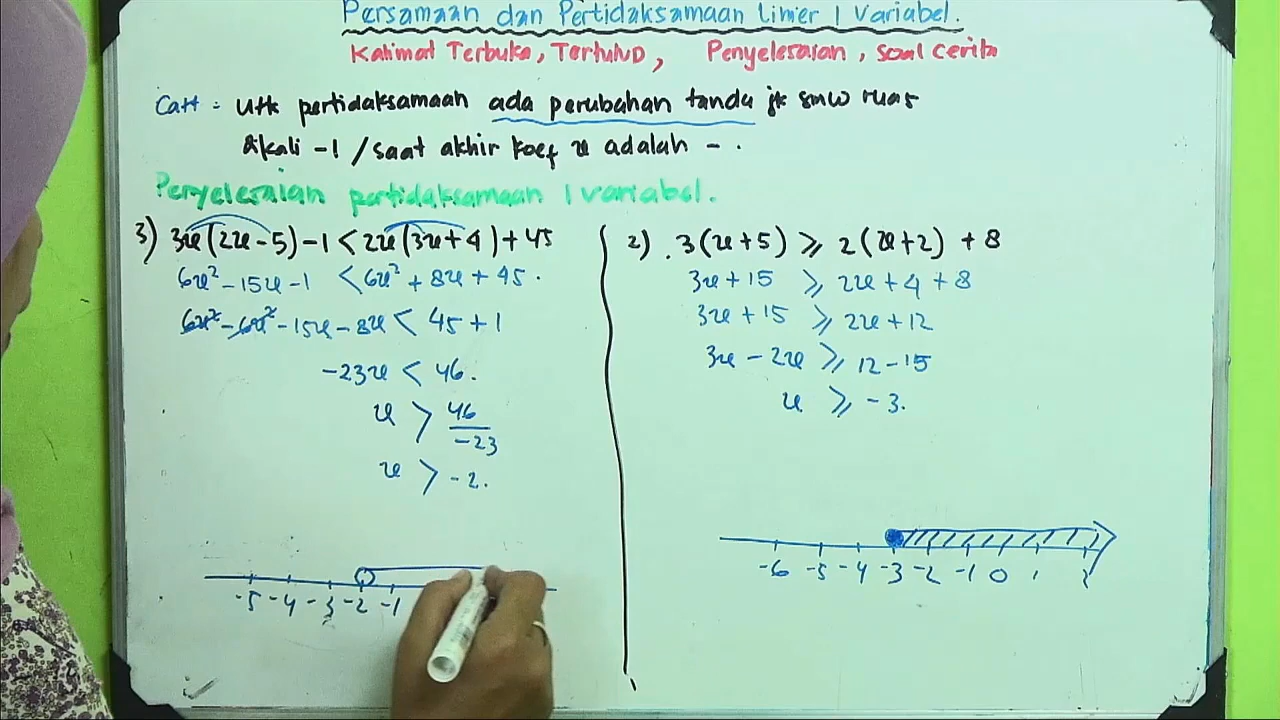 Persamaan dan Pertidaksamaan linier 1 Variabel.
Kalimat Terbuka, Tertutup, Penyelesaian, Soal cerita
Catt : Utk pertidaksamaan ada perubahan tanda jk smw ruas
dikali -1 / saat akhir koef x adalah - .
Penyelesaian pertidaksamaan 1 variabel.
3) 3x(2x-5)-1 < 2x(3x+4)+45
6x² -15x-1 < 6x² + 8x + 45.
6x² - 6x² - 15x - 8x < 45 + 1
-23x < 46.
x > 46/-23
x > -2.
-5 -4 -3 -2 -1
2) 3(x+5) ⩾ 2(x+2) + 8
3x + 15 ⩾ 2x + 4 + 8
3x + 15 ⩾ 2x + 12
3x - 2x ⩾ 12 - 15
x ⩾ -3.
-6 -5 -4 -3 -2 -1 0 1 2